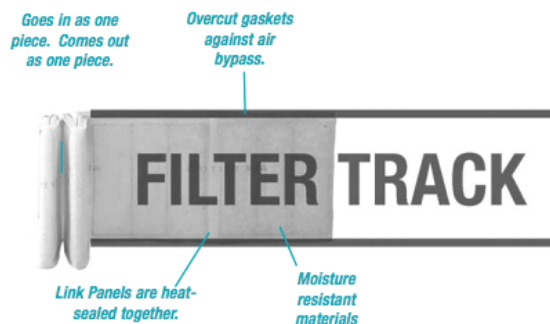 Goes in as one
piece. Comes out
as one piece.
Overcut gaskets
against air
bypass.
FILTER TRACK
Link Panels are heat-
sealed together.
Moisture
resistant
materials